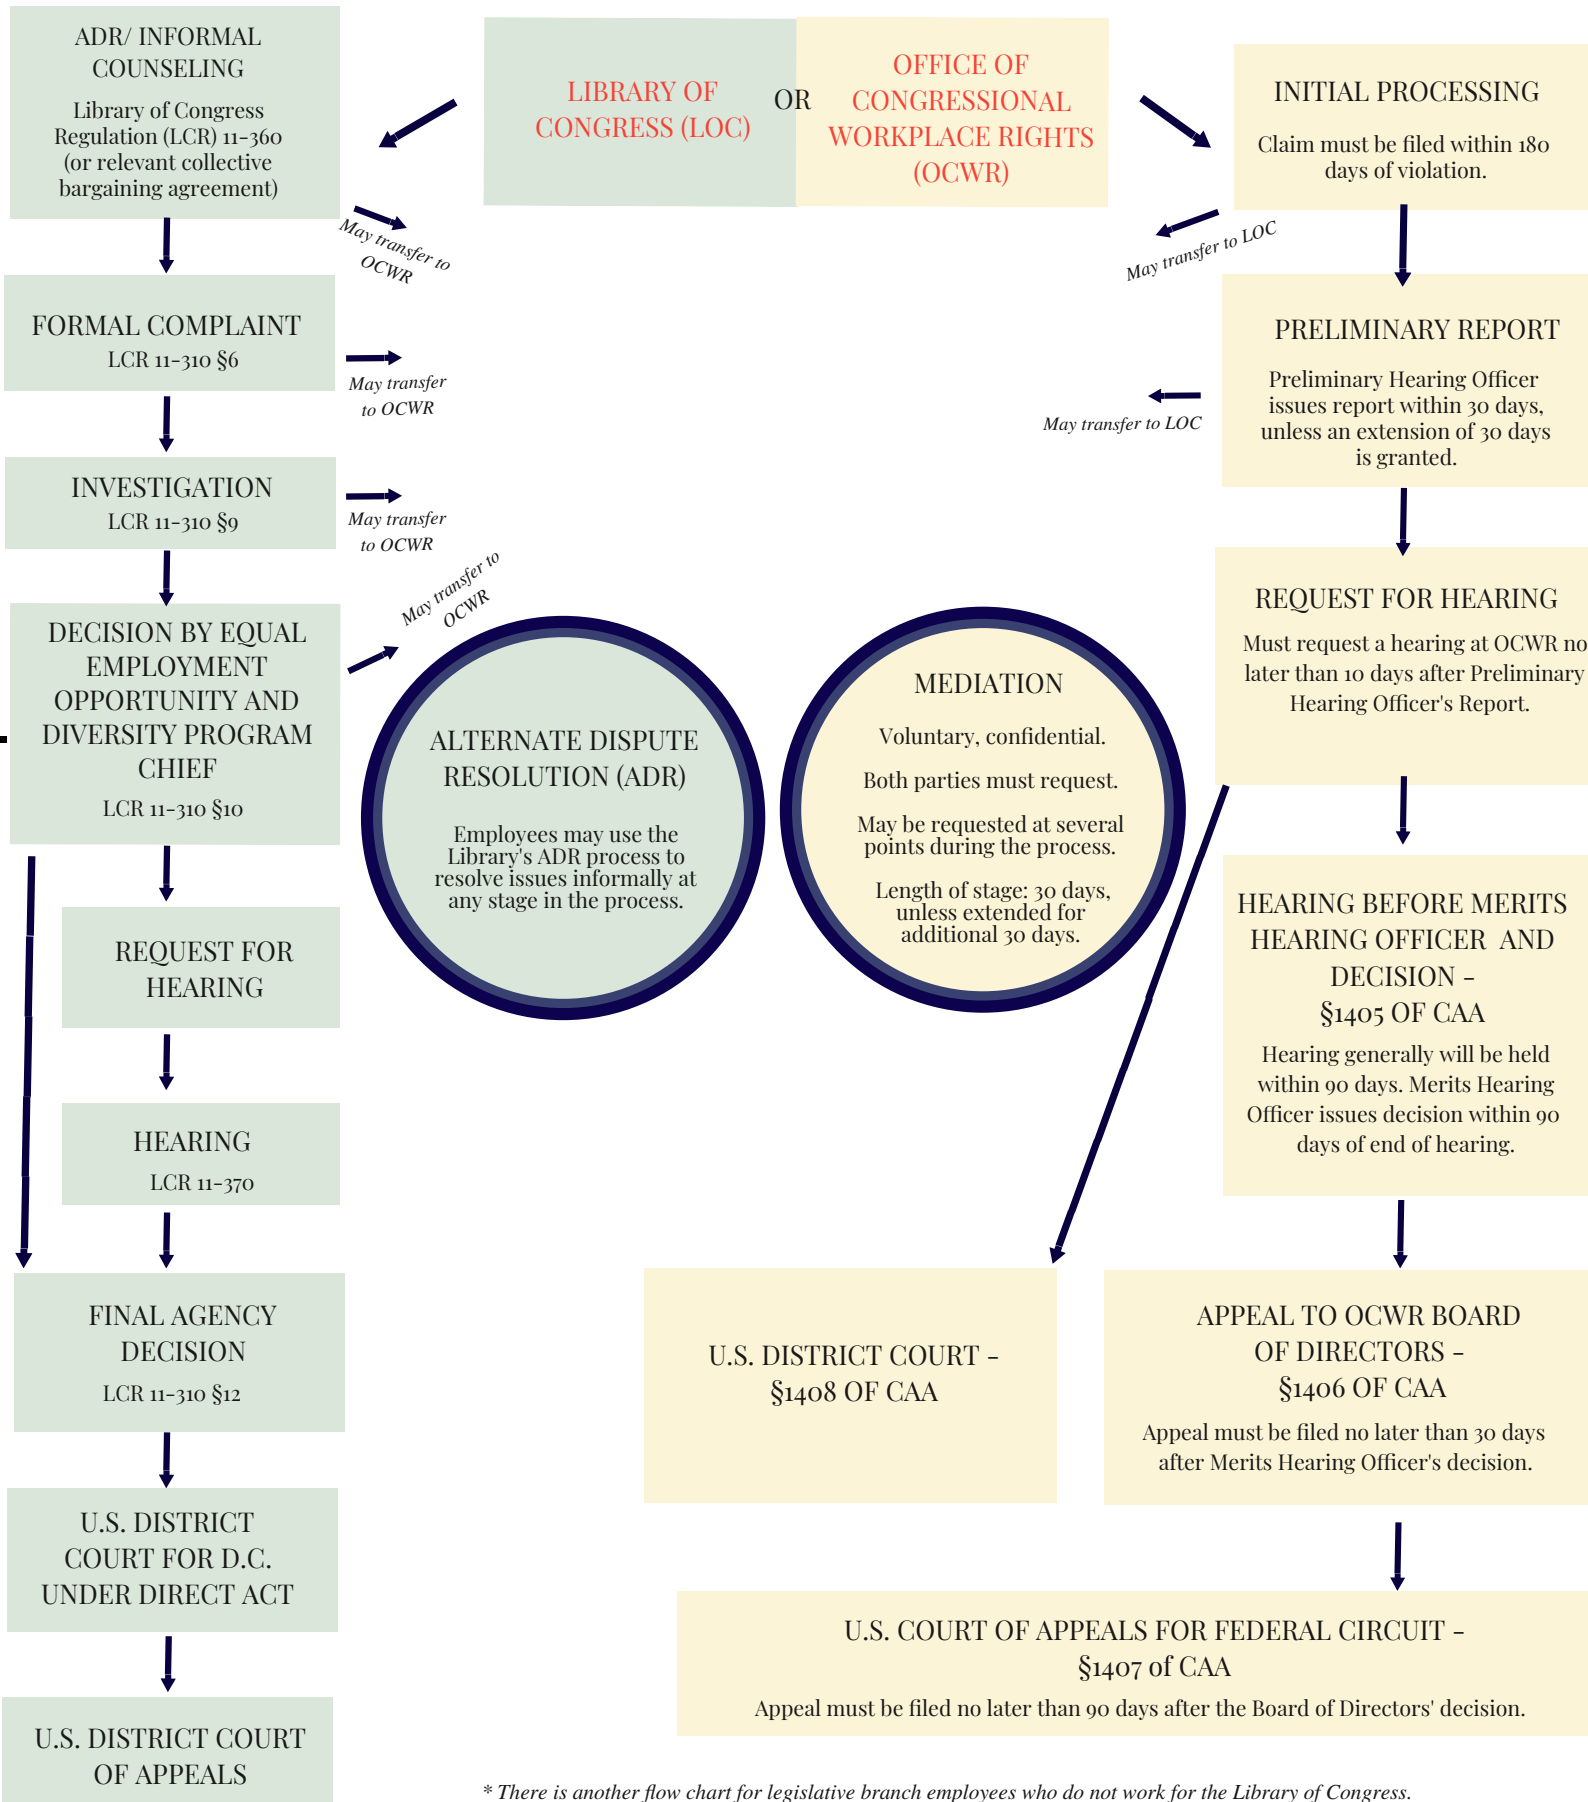 ADR/ INFORMAL
COUNSELING
Library of Congress
Regulation (LCR) 11-360
(or relevant collective
bargaining agreement)
LIBRARY OF
CONGRESS (LOC)
OR
OFFICE OF
CONGRESSIONAL
WORKPLACE RIGHTS
(OCWR)
INITIAL PROCESSING
Claim must be filed within 180
days of violation.
May transfer to
OCWR
May transfer to LOC
FORMAL COMPLAINT
LCR 11-310 §6
May transfer
to OCWR
PRELIMINARY REPORT
Preliminary Hearing Officer
issues report within 30 days,
unless an extension of 30 days
is granted.
May transfer to LOC
INVESTIGATION
LCR 11-310 §9
May transfer
to OCWR
DECISION BY EQUAL
EMPLOYMENT
OPPORTUNITY AND
DIVERSITY PROGRAM
CHIEF
LCR 11-310 §10
May transfer to
OCWR
ALTERNATE DISPUTE
RESOLUTION (ADR)
Employees may use the
Library's ADR process to
resolve issues informally at
any stage in the process.
MEDIATION
Voluntary, confidential.
Both parties must request.
May be requested at several
points during the process.
Length of stage: 30 days,
unless extended for
additional 30 days.
REQUEST FOR HEARING
Must request a hearing at OCWR no
later than 10 days after Preliminary
Hearing Officer's Report.
REQUEST FOR
HEARING
HEARING BEFORE MERITS
HEARING OFFICER AND
DECISION -
§1405 OF CAA
Hearing generally will be held
within 90 days. Merits Hearing
Officer issues decision within 90
days of end of hearing.
HEARING
LCR 11-370
FINAL AGENCY
DECISION
LCR 11-310 §12
U.S. DISTRICT COURT -
§1408 OF CAA
APPEAL TO OCWR BOARD
OF DIRECTORS -
§1406 OF CAA
Appeal must be filed no later than 30 days
after Merits Hearing Officer's decision.
U.S. DISTRICT
COURT FOR D.C.
UNDER DIRECT ACT
U.S. COURT OF APPEALS FOR FEDERAL CIRCUIT -
§1407 of CAA
Appeal must be filed no later than 90 days after the Board of Directors' decision.
U.S. DISTRICT COURT
OF APPEALS
* There is another flow chart for legislative branch employees who do not work for the Library of Congress.